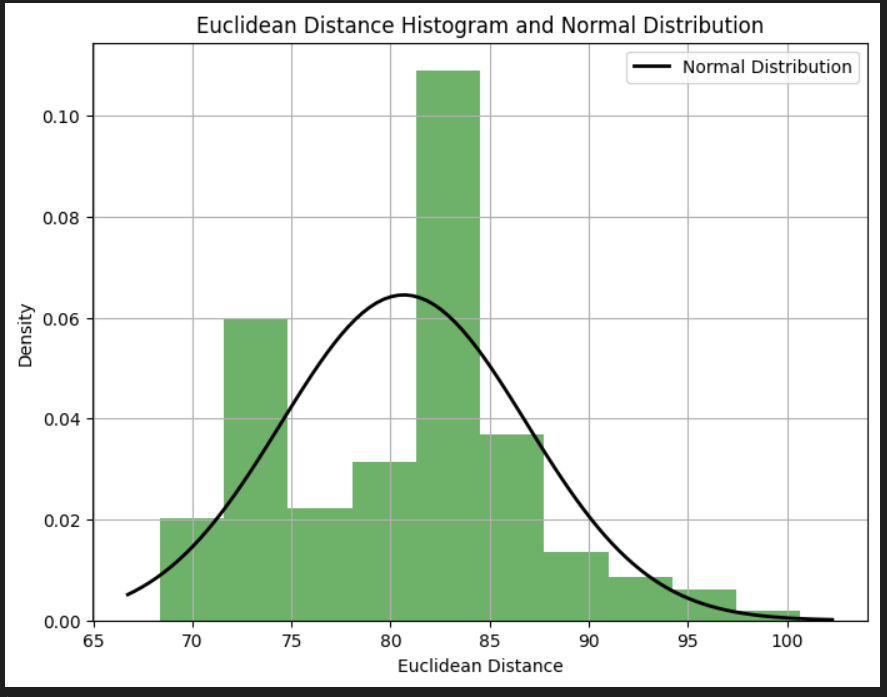 Euclidean Distance Histogram and Normal Distribution
Normal Distribution
0.10
0.08
0.06
0.04
0.02
0.00
Density
65 70 75 80 85 90 95 100
Euclidean Distance